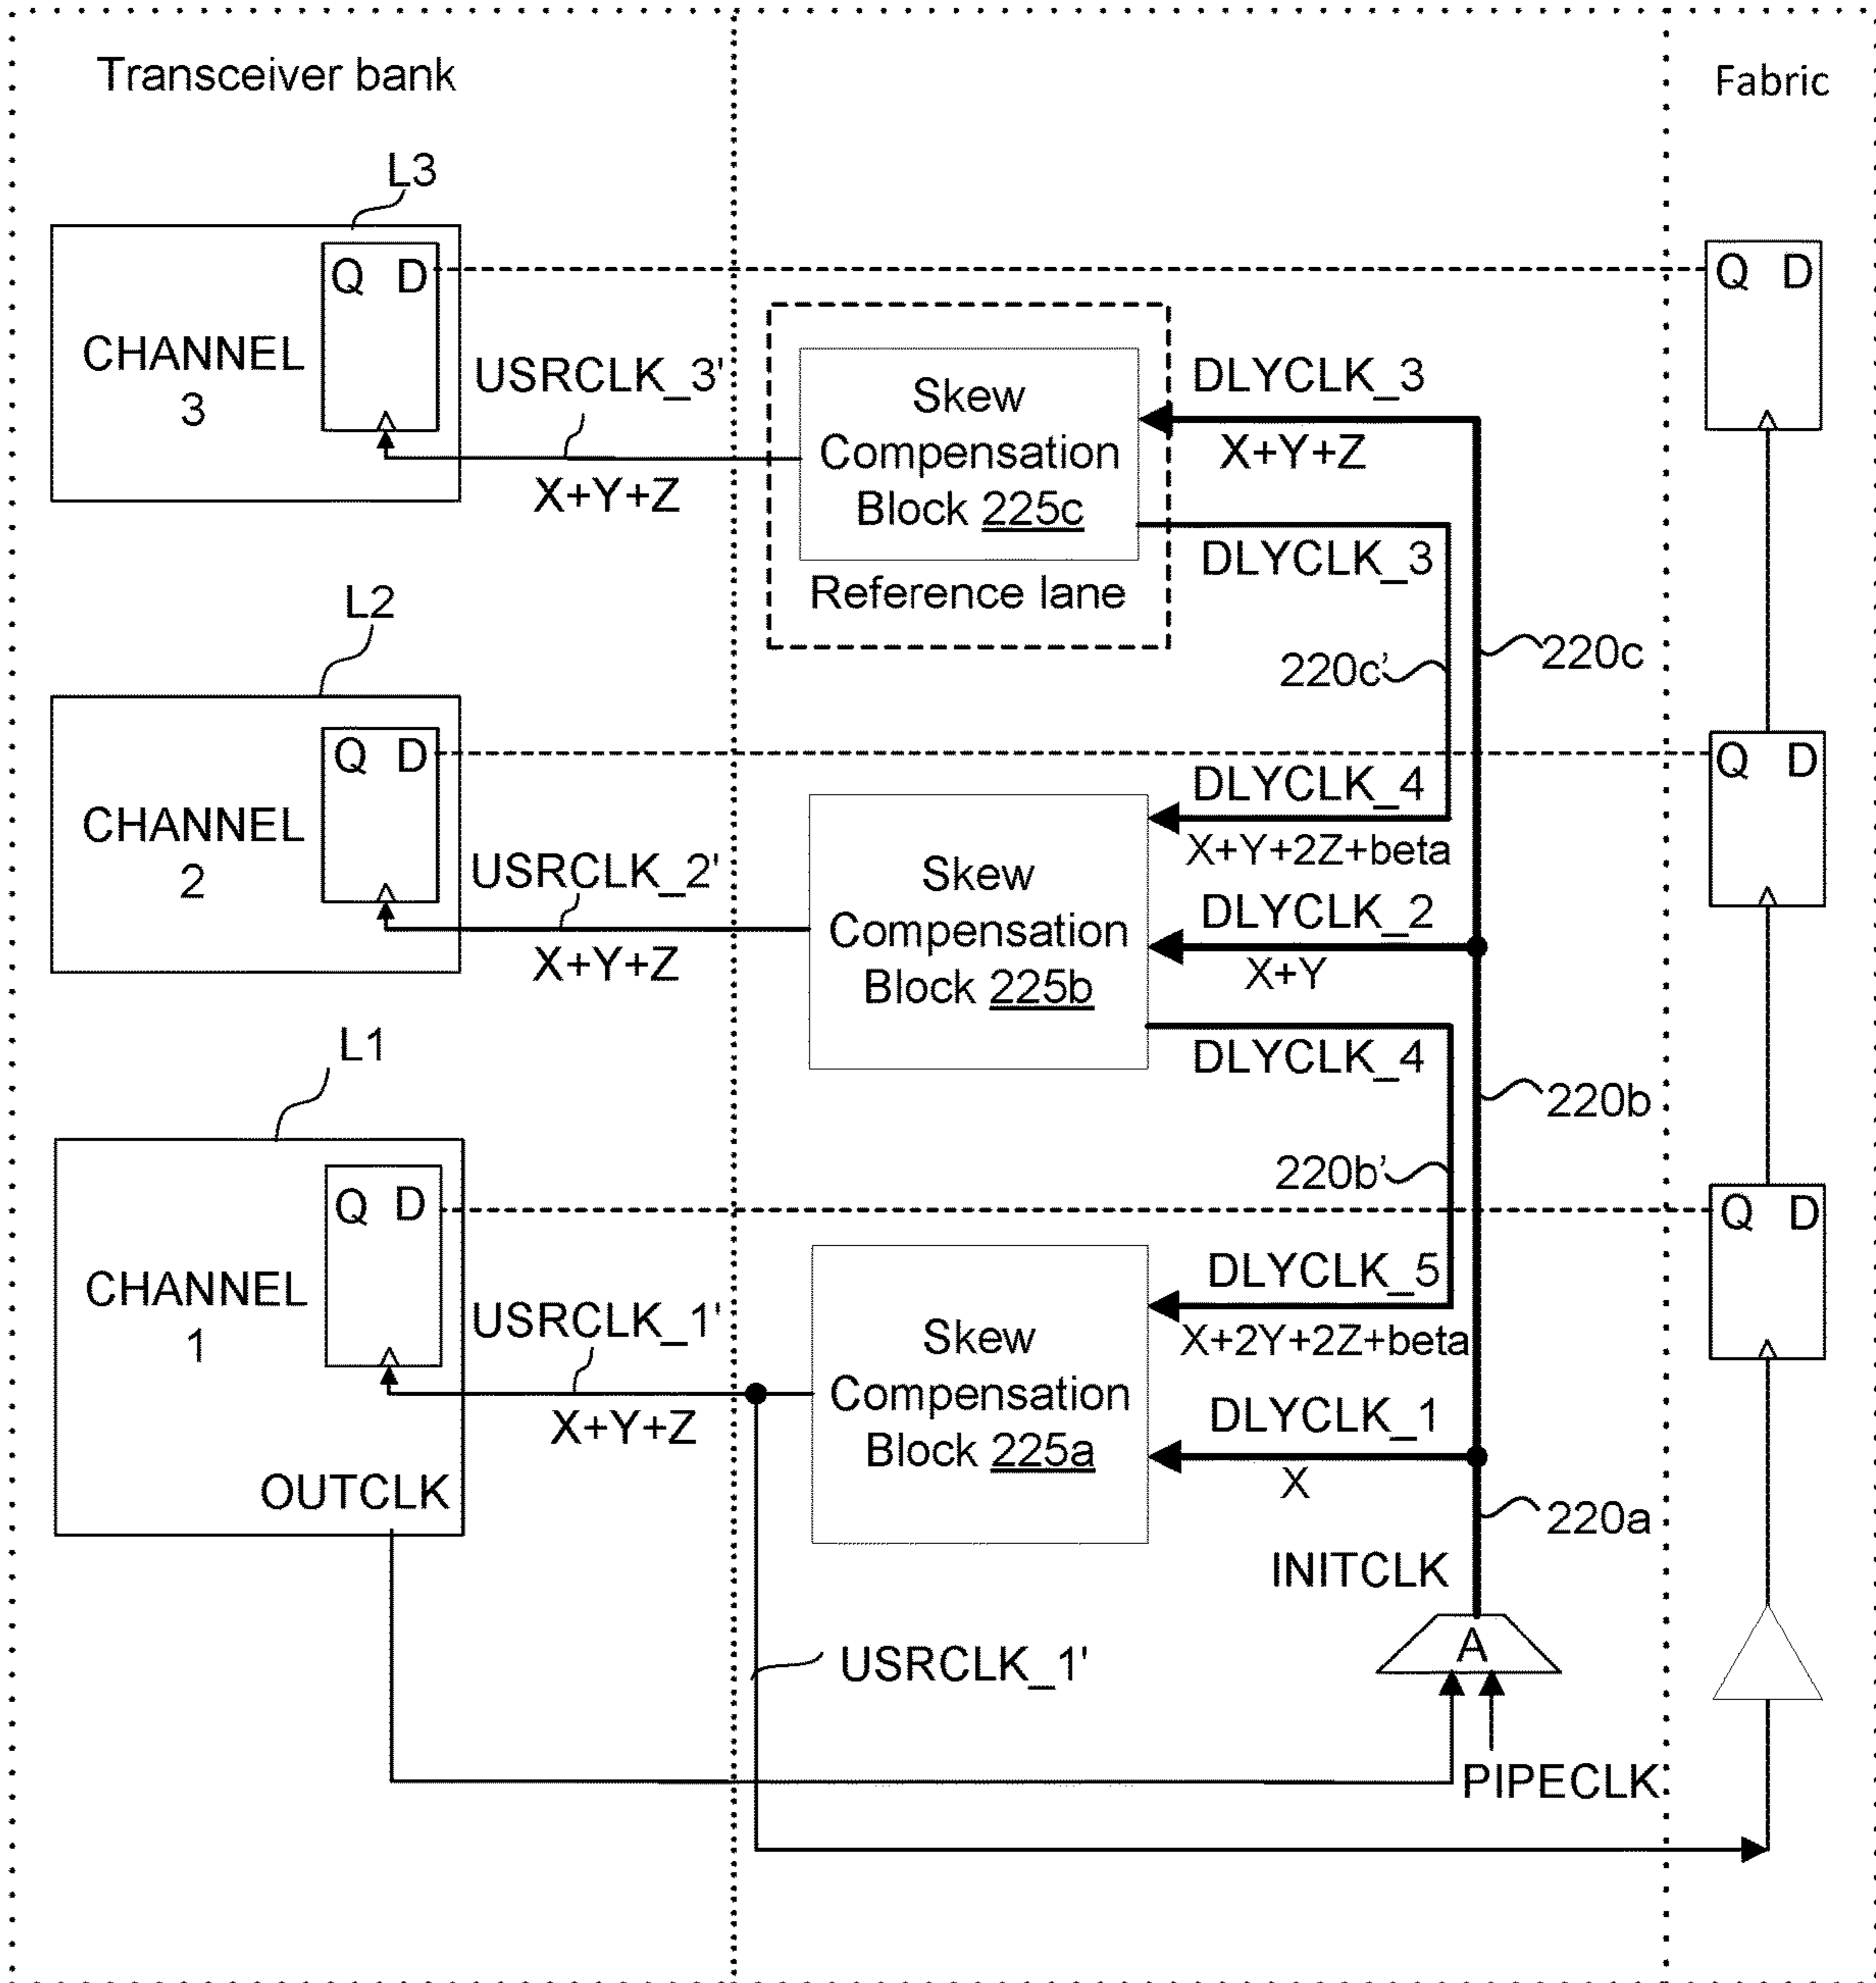 Transceiver bank
Fabric
L3
Q D
CHANNEL
3
USRCLK_3'
X+Y+Z
Skew
Compensation
Block 225c
Reference lane
DLYCLK_3
X+Y+Z
DLYCLK_3
Q D
220c'
220c
L2
Q D
CHANNEL
2
USRCLK_2'
X+Y+Z
Skew
Compensation
Block 225b
DLYCLK_4
X+Y+2Z+beta
DLYCLK_2
X+Y
DLYCLK_4
Q D
220b'
220b
L1
Q D
CHANNEL
1
USRCLK_1'
X+Y+Z
OUTCLK
Skew
Compensation
Block 225a
DLYCLK_5
X+2Y+2Z+beta
DLYCLK_1
X
Q D
220a
INITCLK
A
USRCLK_1'
PIPECLK